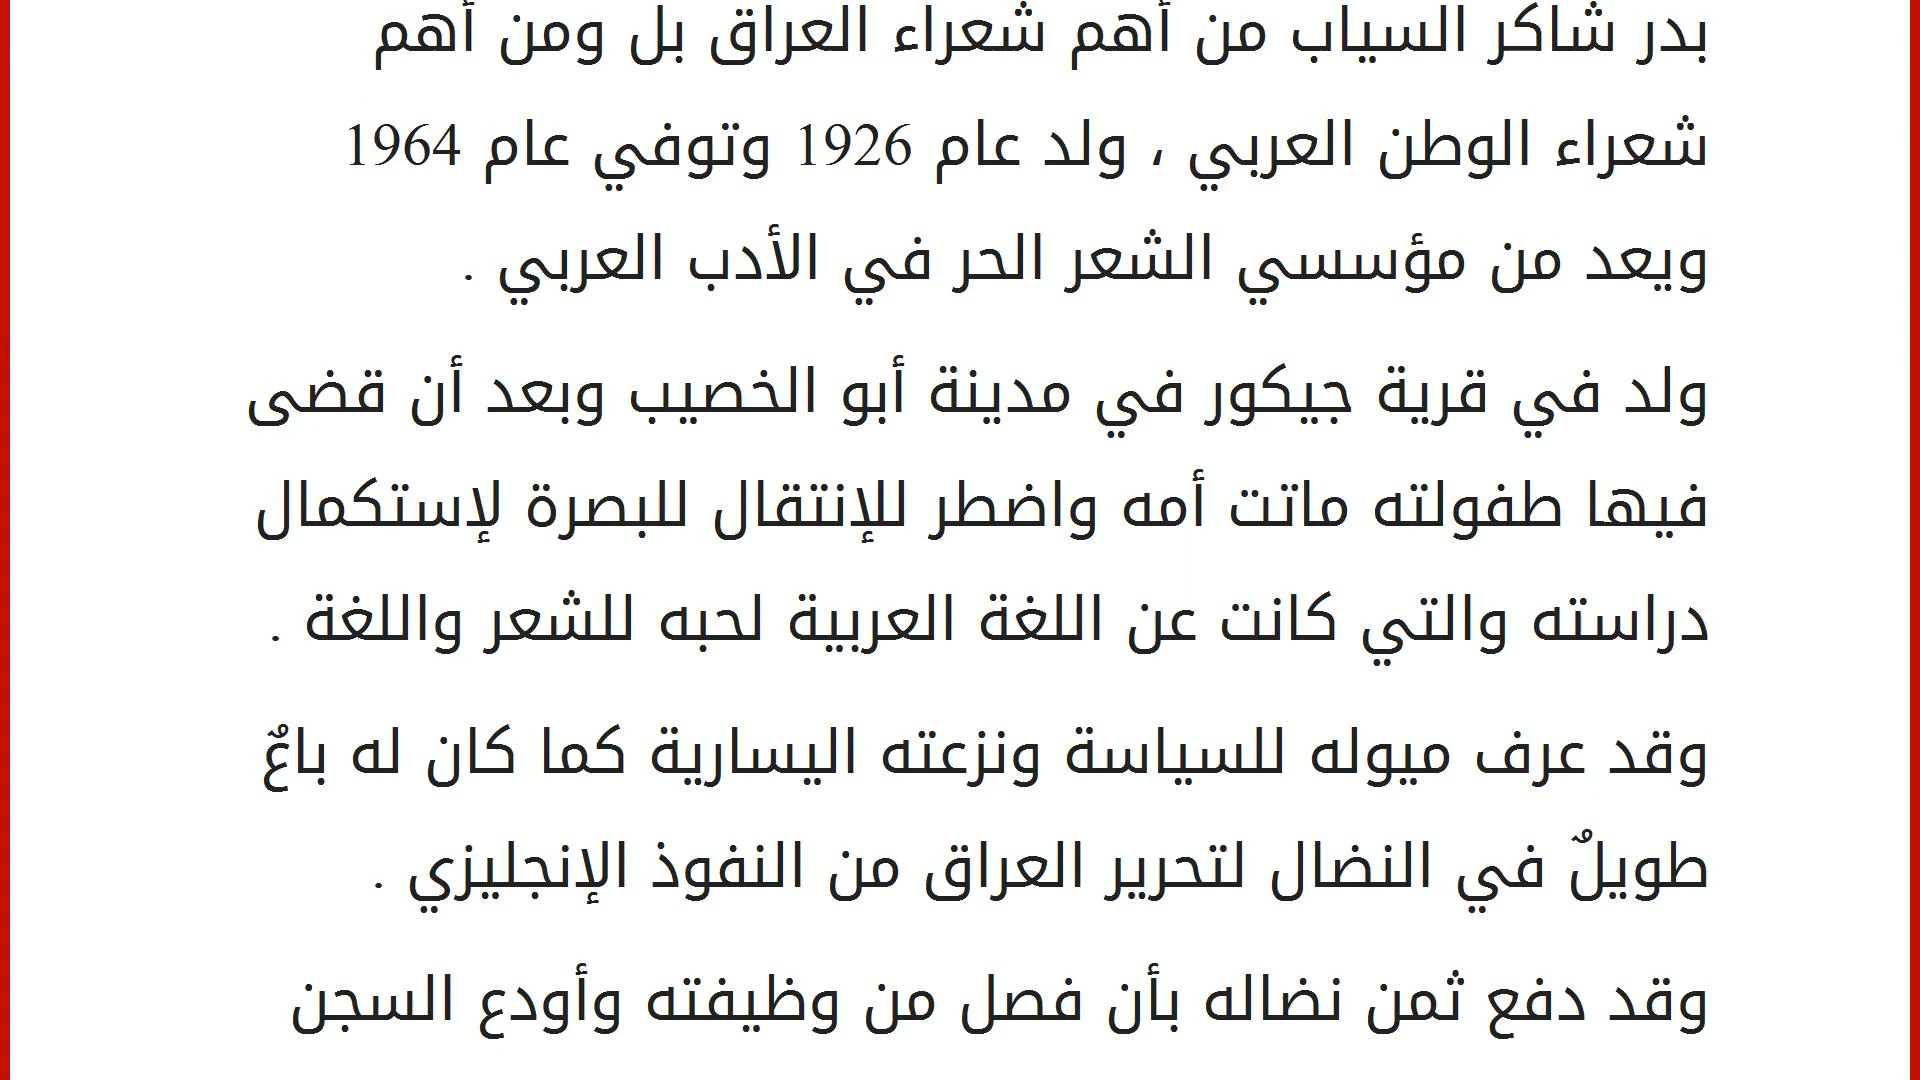 بدر شاكر السياب من أهم شعراء العراق بل ومن أهم
شعراء الوطن العربي ، ولد عام 1926 وتوفي عام 1964
ويعد من مؤسسي الشعر الحر في الأدب العربي .
ولد في قرية جيكور في مدينة أبو الخصيب وبعد أن قضى
فيها طفولته ماتت أمه واضطر للإنتقال للبصرة لإستكمال
دراسته والتي كانت عن اللغة العربية لحبه للشعر واللغة .
وقد عرف ميوله للسياسة ونزعته اليسارية كما كان له باعٌ
طويلٌ في النضال لتحرير العراق من النفوذ الإنجليزي .
وقد دفع ثمن نضاله بأن فصل من وظيفته وأودع السجن